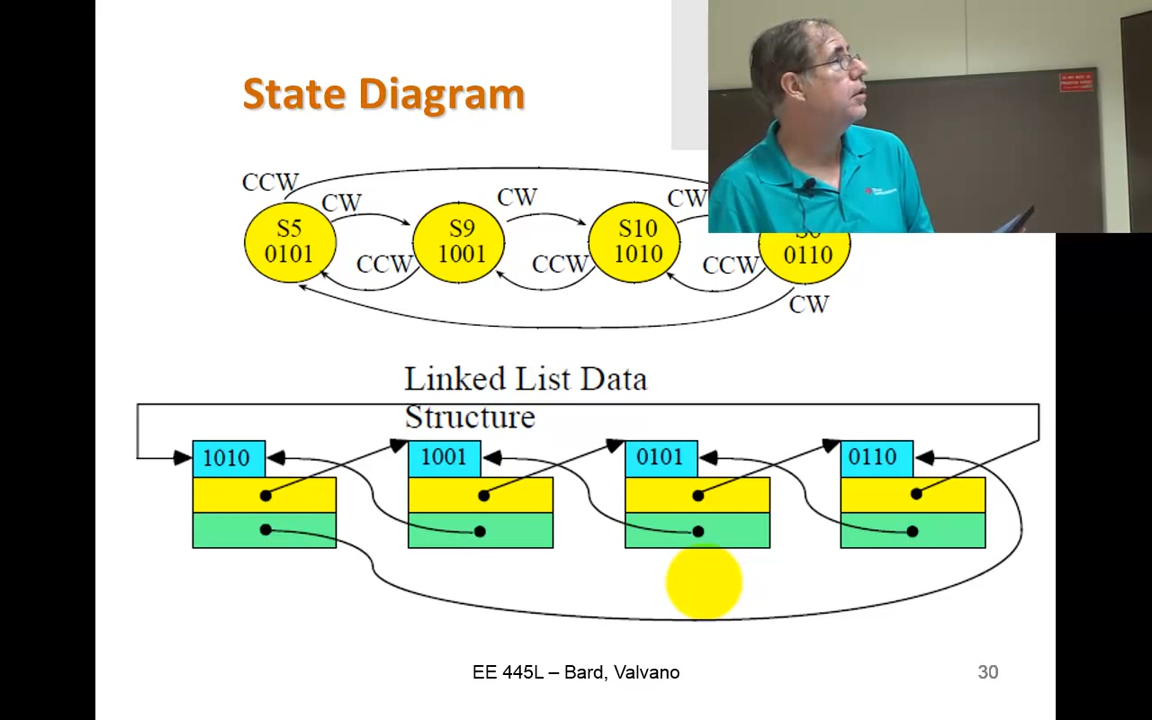 State Diagram
CCW
CW
CW
CW
S5
0101
S9
1001
S10
1010
0110
CCW
CCW
CCW
CW
Linked List Data
Structure
1010
1001
0101
0110
EE 445L – Bard, Valvano
30